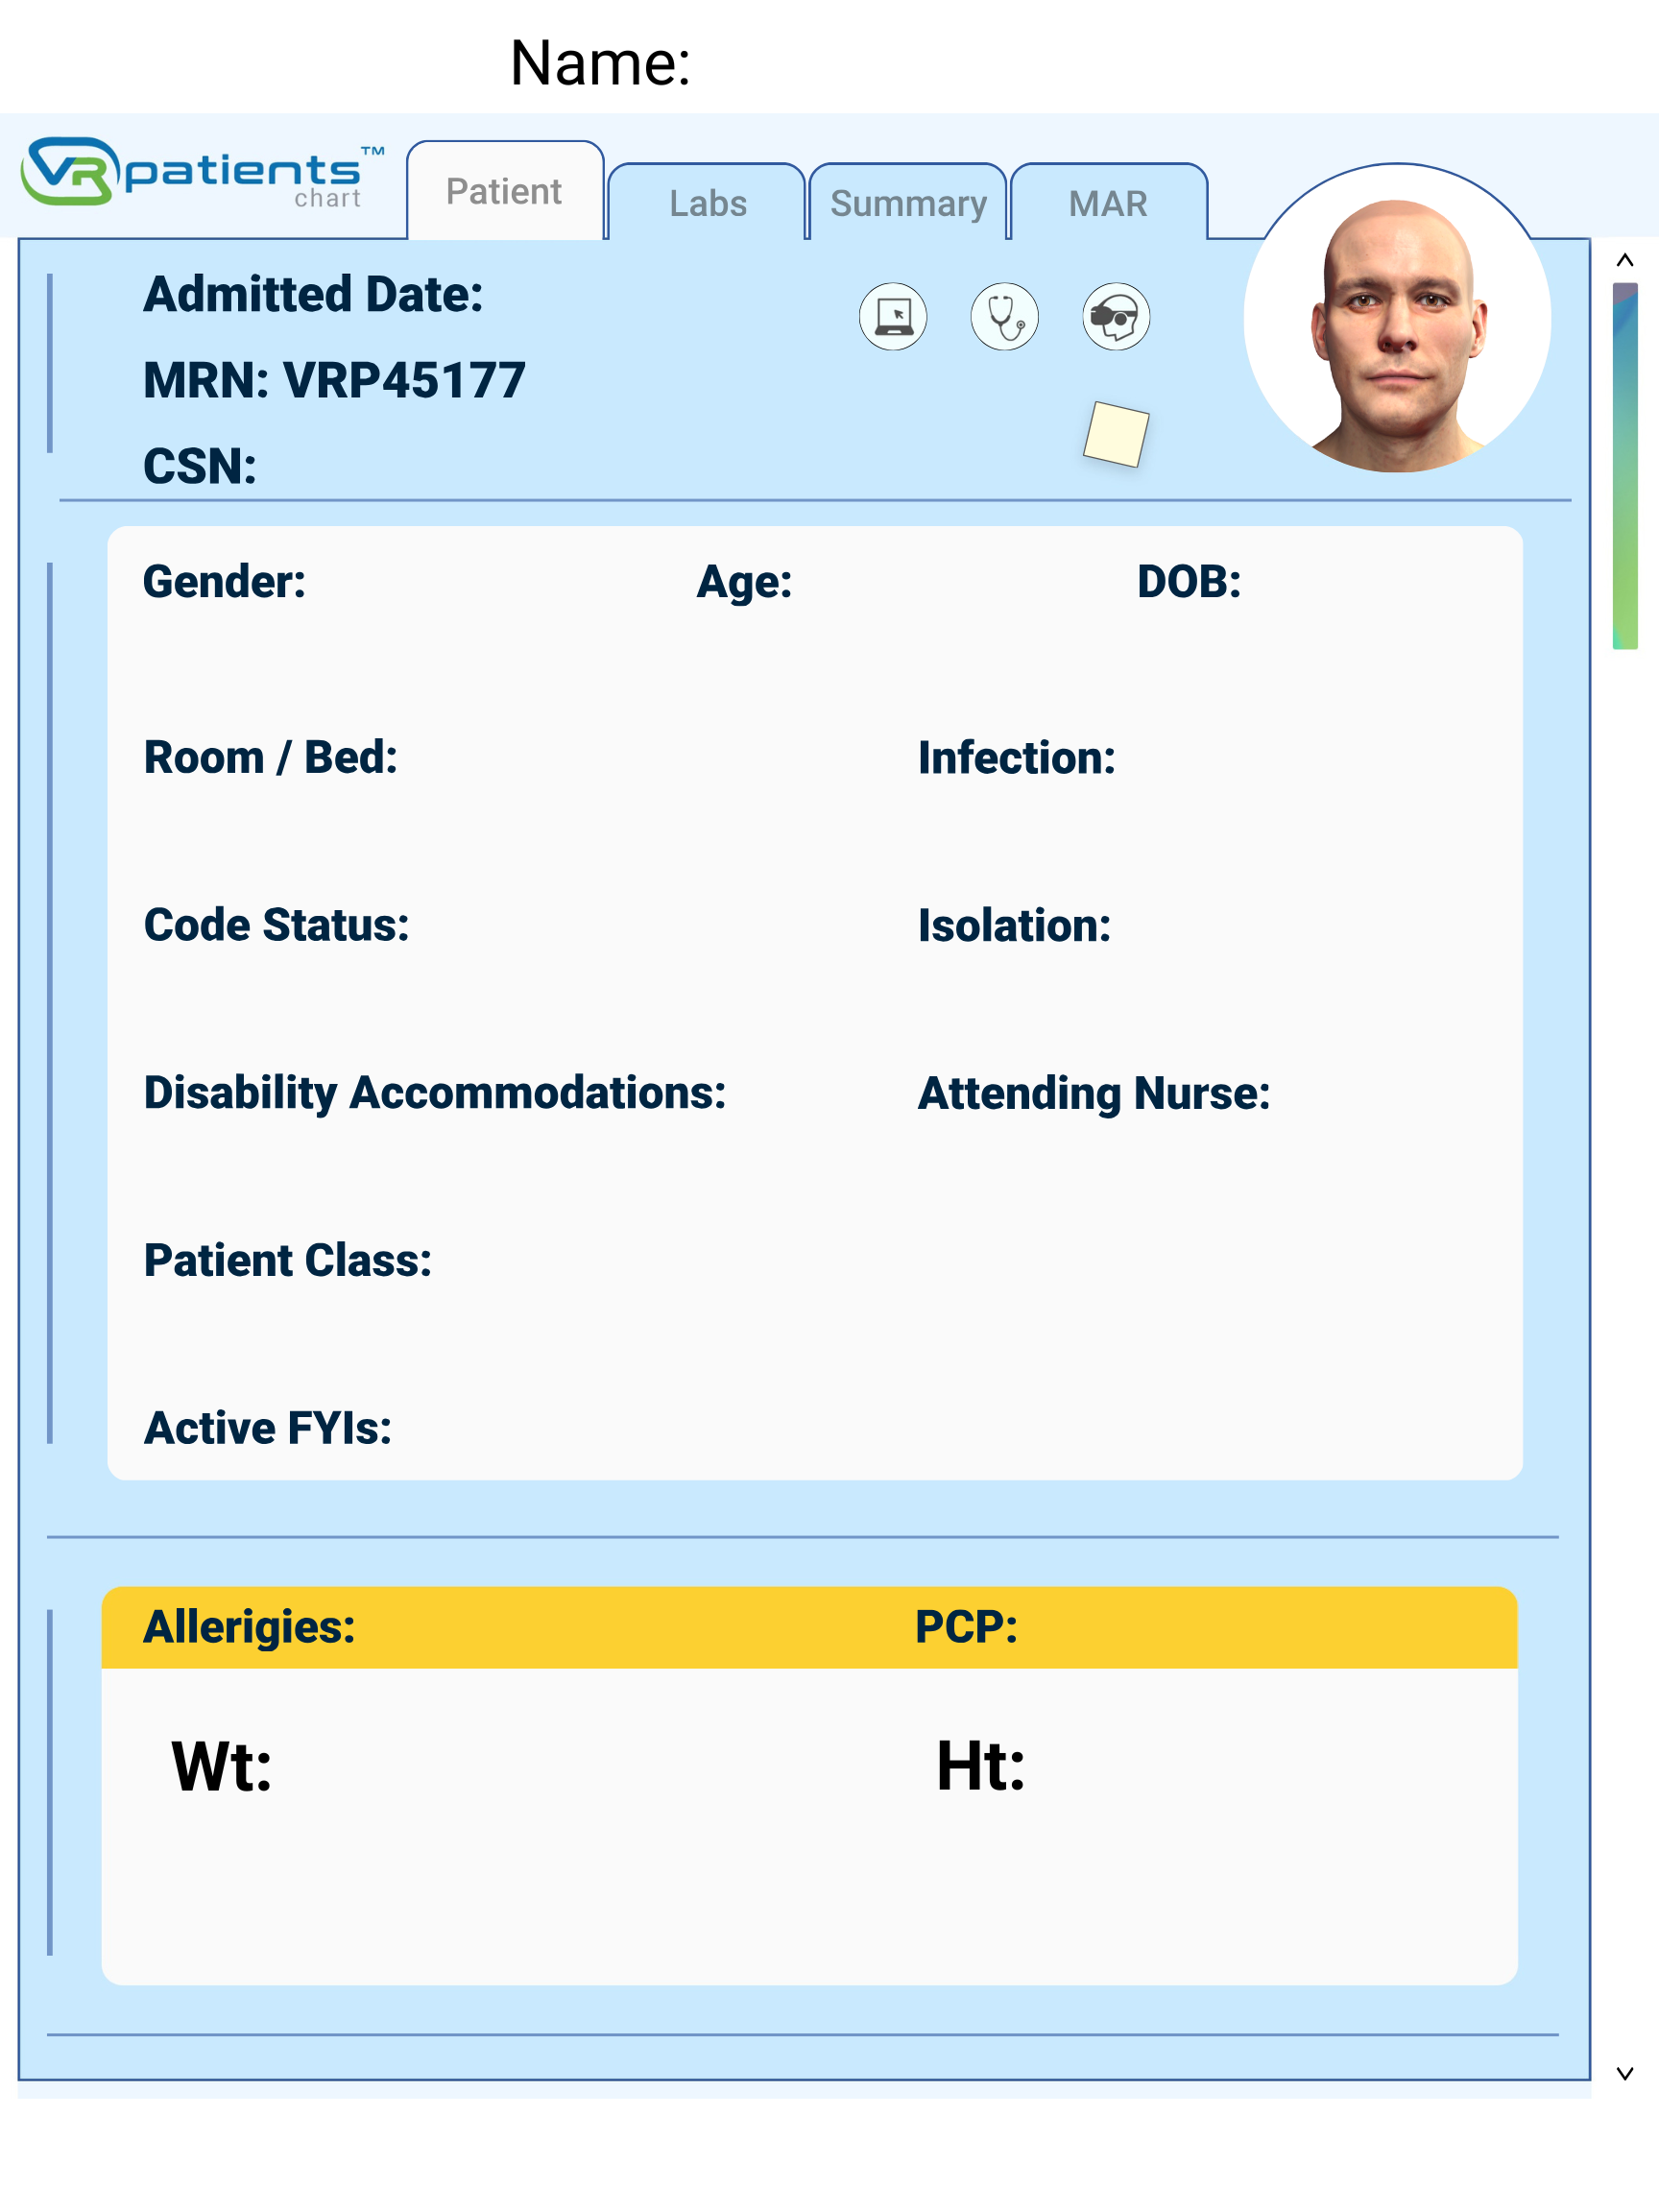 Name:
VRpatients™
chart
Patient Labs Summary MAR
Admitted Date:
MRN: VRP45177
CSN:
Gender: Age: DOB:
Room / Bed: Infection:
Code Status: Isolation:
Disability Accommodations: Attending Nurse:
Patient Class:
Active FYIs:
Allerigies: PCP:
Wt: Ht: